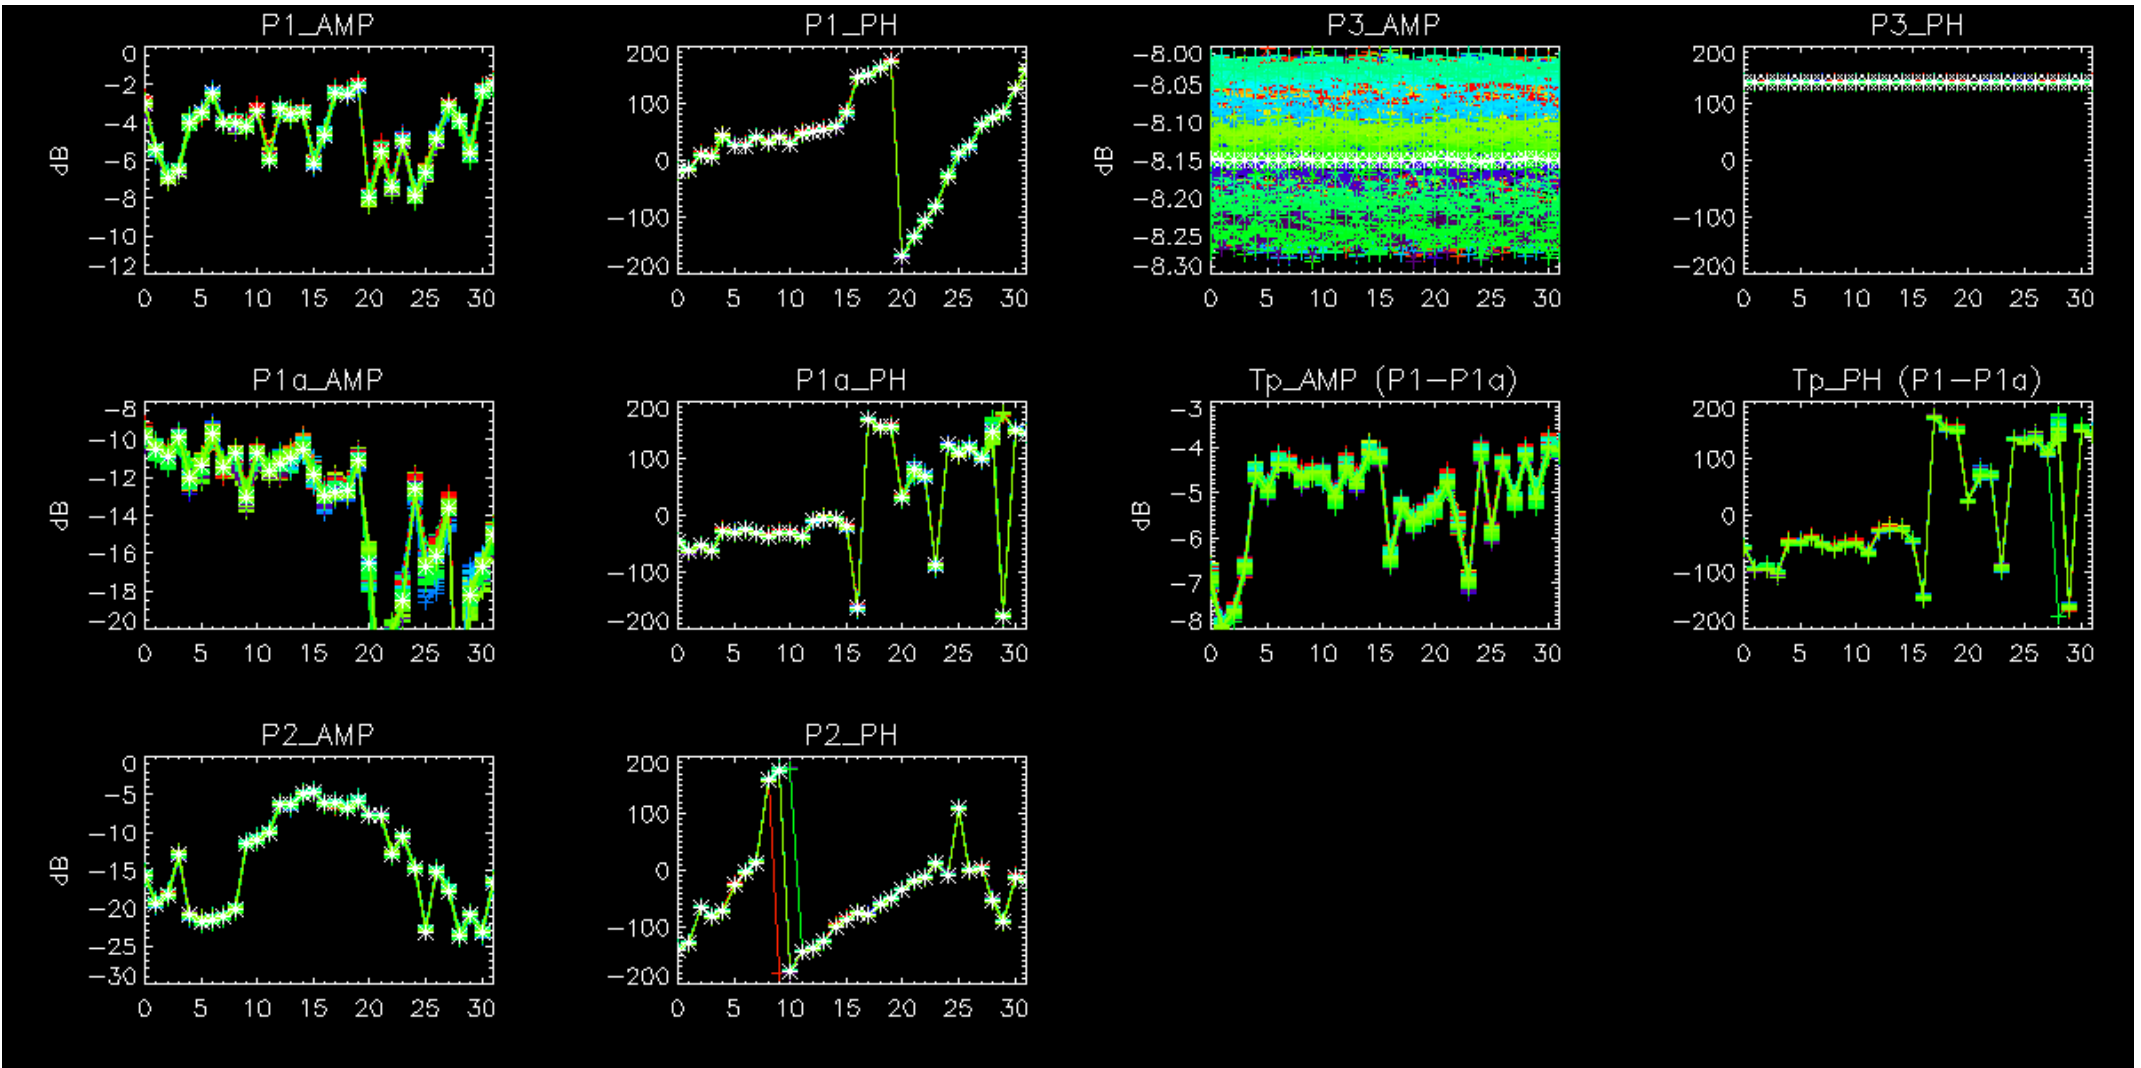 P1_AMP P1_PH P3_AMP P3_PH
0 200 -8.00 200
-2 100 -8.05 100
-4 0 -8.10 0
-6 -100 -8.15 -100
-8 -200 -8.20 -200
-10 -8.25
-12 -8.30
dB dB
0 5 10 15 20 25 30 0 5 10 15 20 25 30 0 5 10 15 20 25 30 0 5 10 15 20 25 30
P1a_AMP P1a_PH Tp_AMP (P1-P1a) Tp_PH (P1-P1a)
-8 200 -3 200
-10 100 -4 100
-12 0 -5 0
-14 -100 -6 -100
-16 -200 -7 -200
-18 -8
-20
dB dB
0 5 10 15 20 25 30 0 5 10 15 20 25 30 0 5 10 15 20 25 30 0 5 10 15 20 25 30
P2_AMP P2_PH
0 200
-5 100
-10 0
-15 -100
-20 -200
-25
-30
dB
0 5 10 15 20 25 30 0 5 10 15 20 25 30